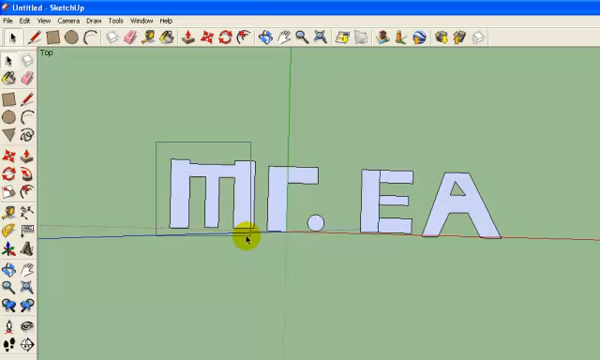 Untitled - SketchUp
File Edit View Camera Draw Tools Window Help
Top
mr. EA